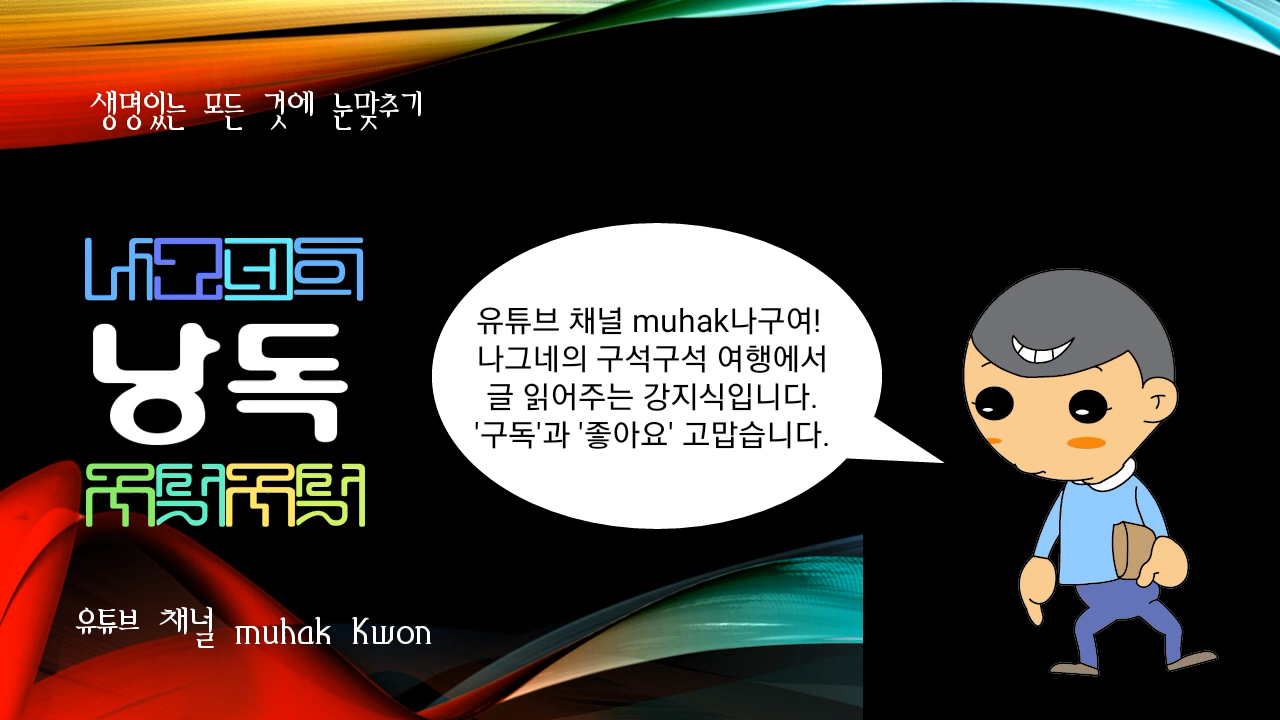 생명있는 모든 것에 눈맞추기
나그네의
낭독
구석구석
유튜브 채널 muhak나구여!
나그네의 구석구석 여행에서
글 읽어주는 강지식입니다.
'구독'과 '좋아요' 고맙습니다.
유튜브 채널 muhak Kwon